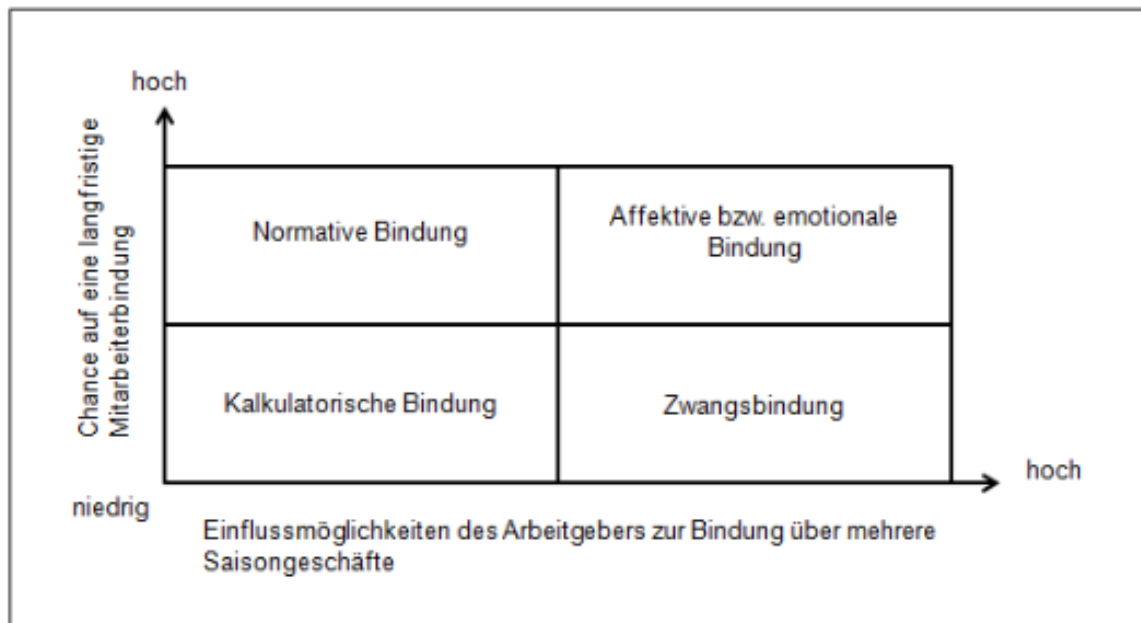 hoch
Chance auf eine langfristige
Mitarbeiterbindung
Normative Bindung
Affektive bzw. emotionale
Bindung
Kalkulatorische Bindung
Zwangsbindung
hoch
niedrig
Einflussmöglichkeiten des Arbeitgebers zur Bindung über mehrere
Saisongeschäfte